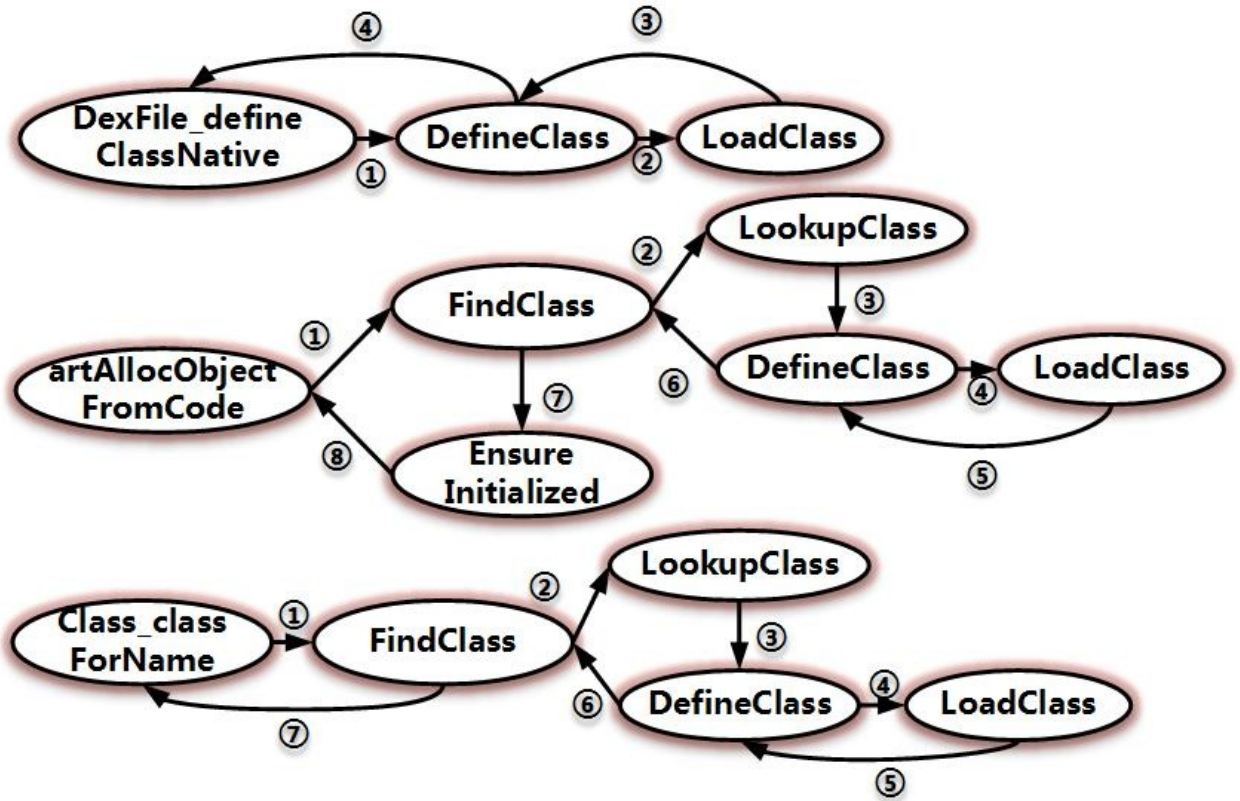 ④
③
DexFile_define
ClassNative
①
DefineClass
②
LoadClass
LookupClass
②
③
FindClass
①
artAllocObject
FromCode
DefineClass
④
LoadClass
⑥
⑦
⑧
Ensure
Initialized
⑤
LookupClass
②
①
Class_class
ForName
FindClass
③
⑥
DefineClass
④
LoadClass
⑦
⑤